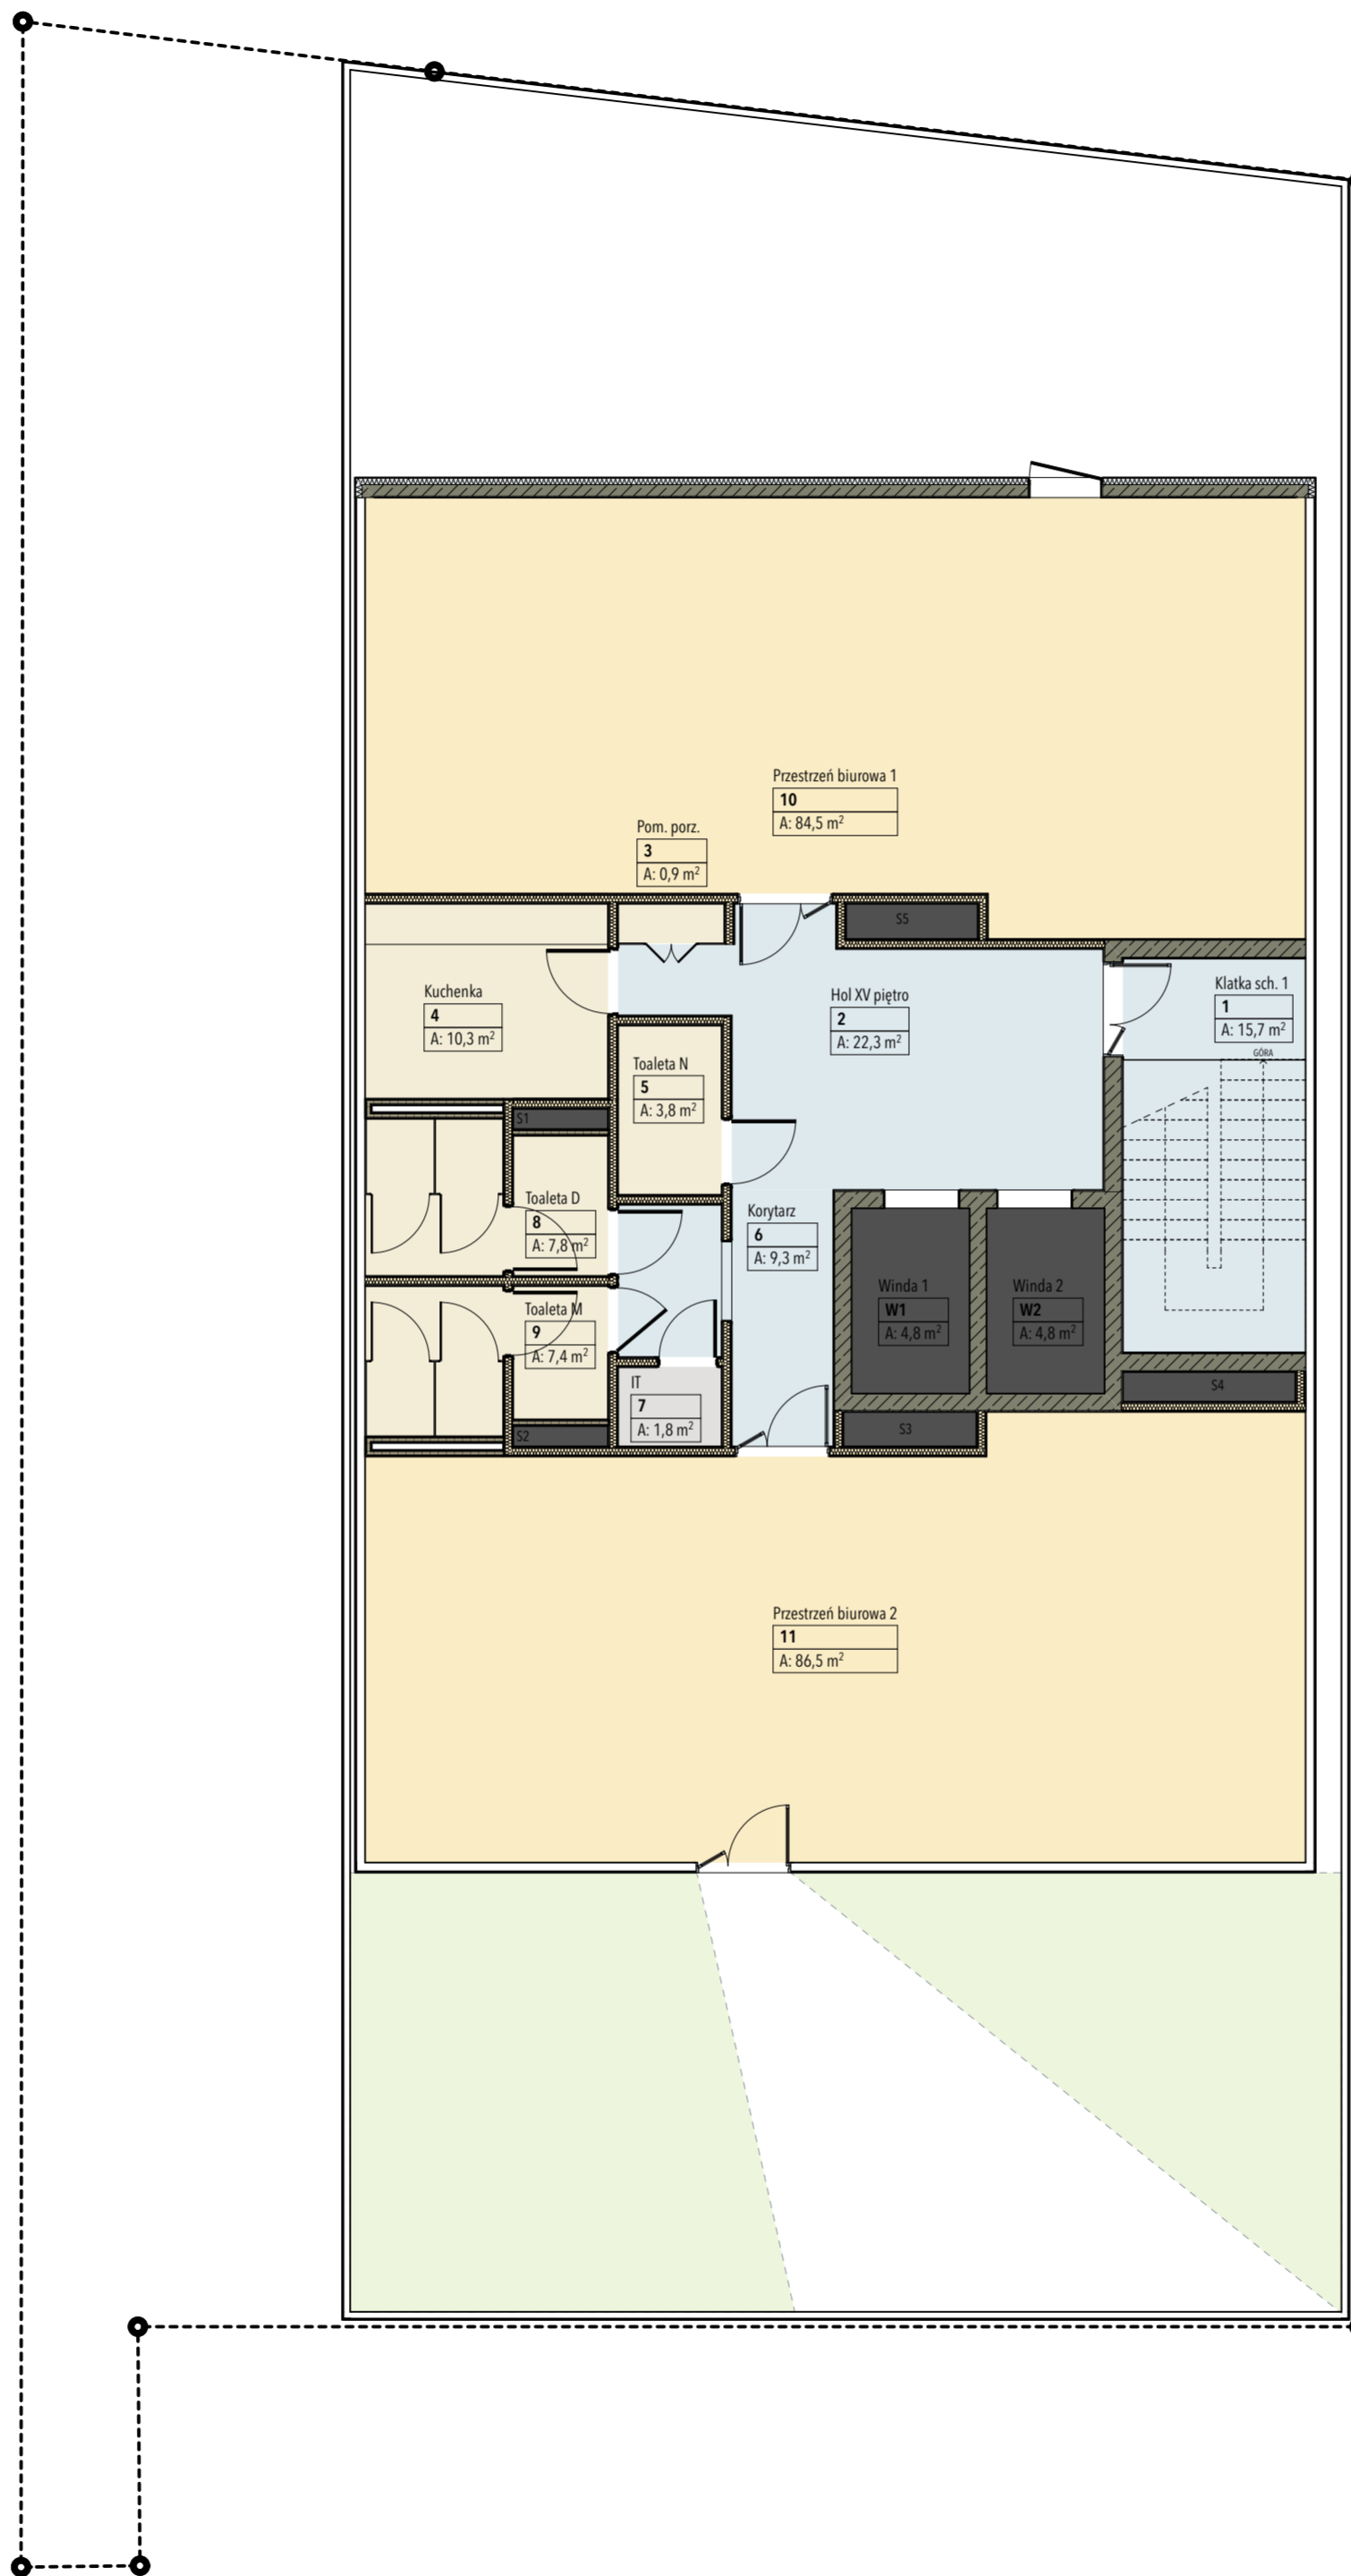 Przestrzeń biurowa 1
10
A: 84,5 m²
Pom. porz.
3
A: 0,9 m²
S5
Kuchenka
4
A: 10,3 m²
Hol XV piętro
2
A: 22,3 m²
Klatka sch. 1
1
A: 15,7 m²
GÓRA
Toaleta N
5
A: 3,8 m²
S1
Toaleta D
8
A: 7,8 m²
Korytarz
6
A: 9,3 m²
Winda 1
W1
A: 4,8 m²
Winda 2
W2
A: 4,8 m²
Toaleta M
9
A: 7,4 m²
IT
7
A: 1,8 m²
S4
S2
S3
Przestrzeń biurowa 2
11
A: 86,5 m²